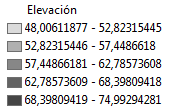 Elevación
48,00611877 - 52,82315445
52,82315446 - 57,4486618
57,44866181 - 62,78573608
62,78573609 - 68,39809418
68,39809419 - 74,99294281